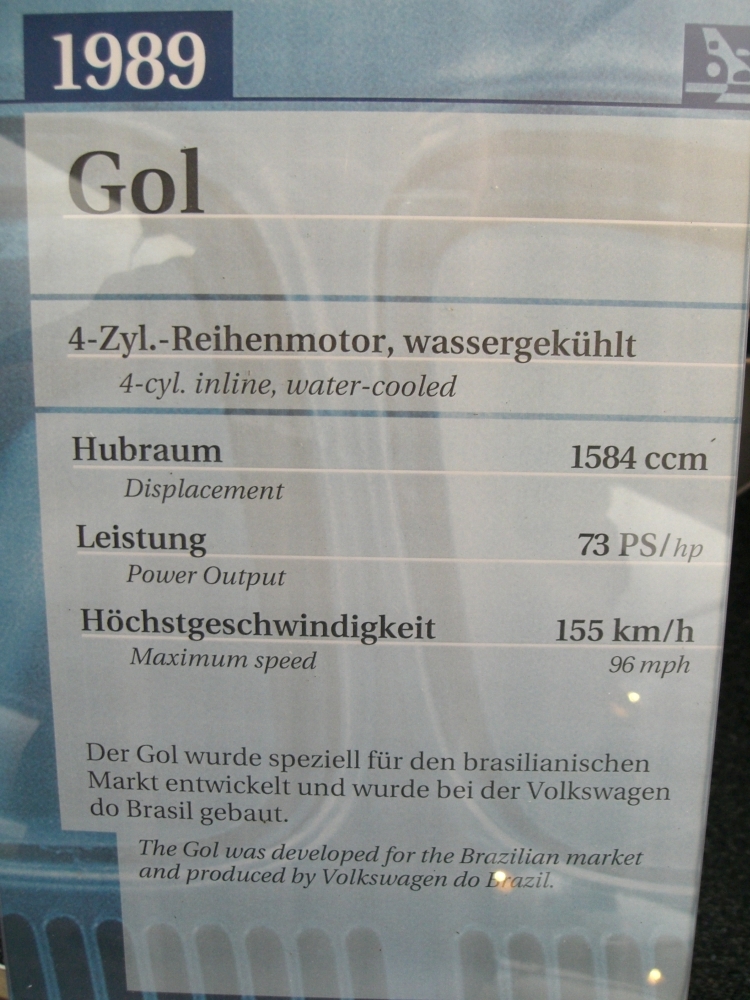 1989
Gol
4-Zyl.-Reihenmotor, wassergekühlt
4-cyl. inline, water-cooled
Hubraum 1584 ccm
Displacement
Leistung 73 PS/hp
Power Output
Höchstgeschwindigkeit 155 km/h
Maximum speed 96 mph
Der Gol wurde speziell für den brasilianischen
Markt entwickelt und wurde bei der Volkswagen
do Brasil gebaut.
The Gol was developed for the Brazilian market
and produced by Volkswagen do Brazil.